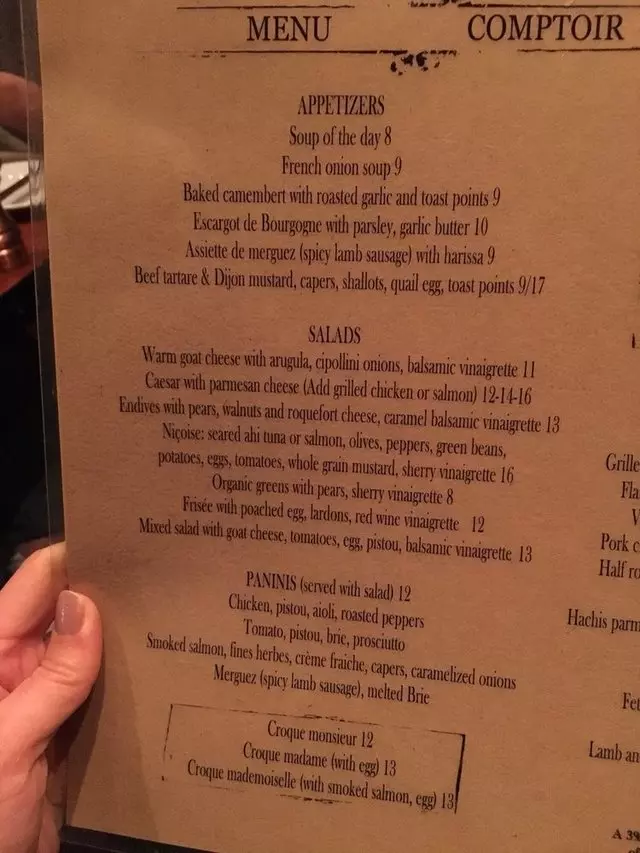 MENU
COMPTOIR
APPETIZERS
Soup of the day 8
French onion soup 9
Baked camembert with roasted garlic and toast points 9
Escargot de Bourgogne with parsley, garlic butter 10
Assiette de merguez (spicy lamb sausage) with harissa 9
Beef tartare & Dijon mustard, capers, shallots, quail egg, toast points 9/17
SALADS
Warm goat cheese with arugula, cipollini onions, balsamic vinaigrette 11
Caesar with parmesan cheese (Add grilled chicken or salmon) 12-14-16
Endives with pears, walnuts and roquefort cheese, caramel balsamic vinaigrette 13
Niçoise: seared ahi tuna or salmon, olives, peppers, green beans,
potatoes, eggs, tomatoes, whole grain mustard, sherry vinaigrette 16
Organic greens with pears, sherry vinaigrette 8
Frisée with poached egg, lardons, red wine vinaigrette 12
Mixed salad with goat cheese, tomatoes, egg, pistou, balsamic vinaigrette 13
PANINIS (served with salad) 12
Chicken, pistou, aioli, roasted peppers
Tomato, pistou, brie, prosciutto
Smoked salmon, fines herbes, crème fraiche, capers, caramelized onions
Merguez (spicy lamb sausage), melted Brie
Croque monsieur 12
Croque madame (with egg) 13
Croque mademoiselle (with smoked salmon, egg) 13
Grille
Fla
V
Pork c
Half ro
Hachis parm
Fet
Lamb an
A 39